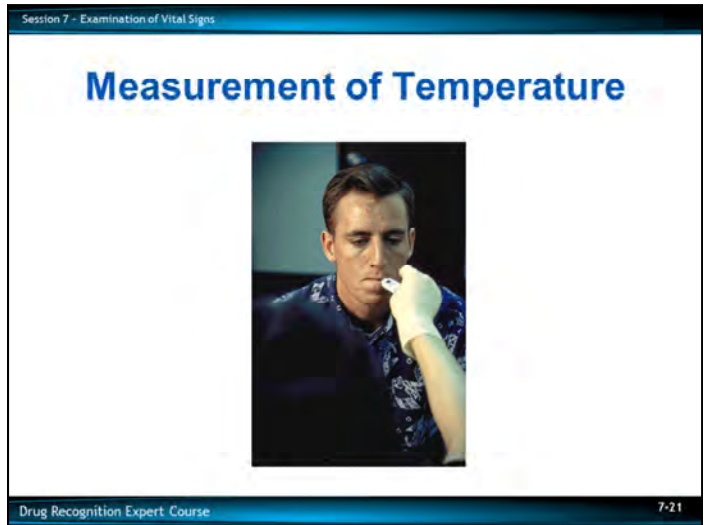 Session 7 - Examination of Vital Signs
Measurement of Temperature
Drug Recognition Expert Course
7-21